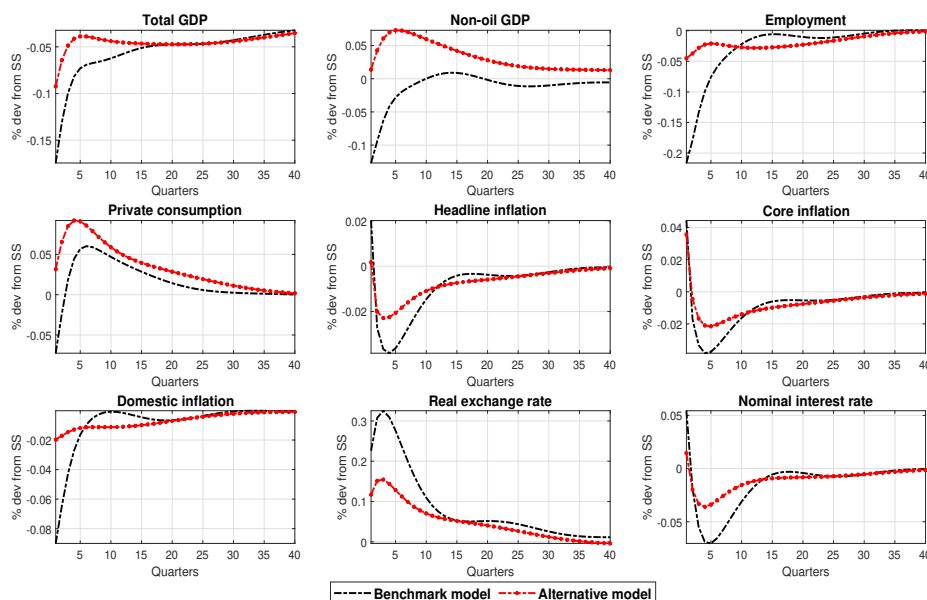 Total GDP
% dev from SS
-0.05
-0.1
-0.15
5 10 15 20 25 30 35 40
Quarters
Non-oil GDP
% dev from SS
0.05
0
-0.05
-0.1
5 10 15 20 25 30 35 40
Quarters
Employment
% dev from SS
0
-0.05
-0.1
-0.15
-0.2
5 10 15 20 25 30 35 40
Quarters
Private consumption
% dev from SS
0.05
0
-0.05
5 10 15 20 25 30 35 40
Quarters
Headline inflation
% dev from SS
0.02
0
-0.02
5 10 15 20 25 30 35 40
Quarters
Core inflation
% dev from SS
0.04
0.02
0
-0.02
5 10 15 20 25 30 35 40
Quarters
Domestic inflation
% dev from SS
-0.02
-0.04
-0.06
-0.08
5 10 15 20 25 30 35 40
Quarters
Real exchange rate
% dev from SS
0.3
0.2
0.1
0
5 10 15 20 25 30 35 40
Quarters
Nominal interest rate
% dev from SS
0.05
0
-0.05
5 10 15 20 25 30 35 40
Quarters
Benchmark model Alternative model